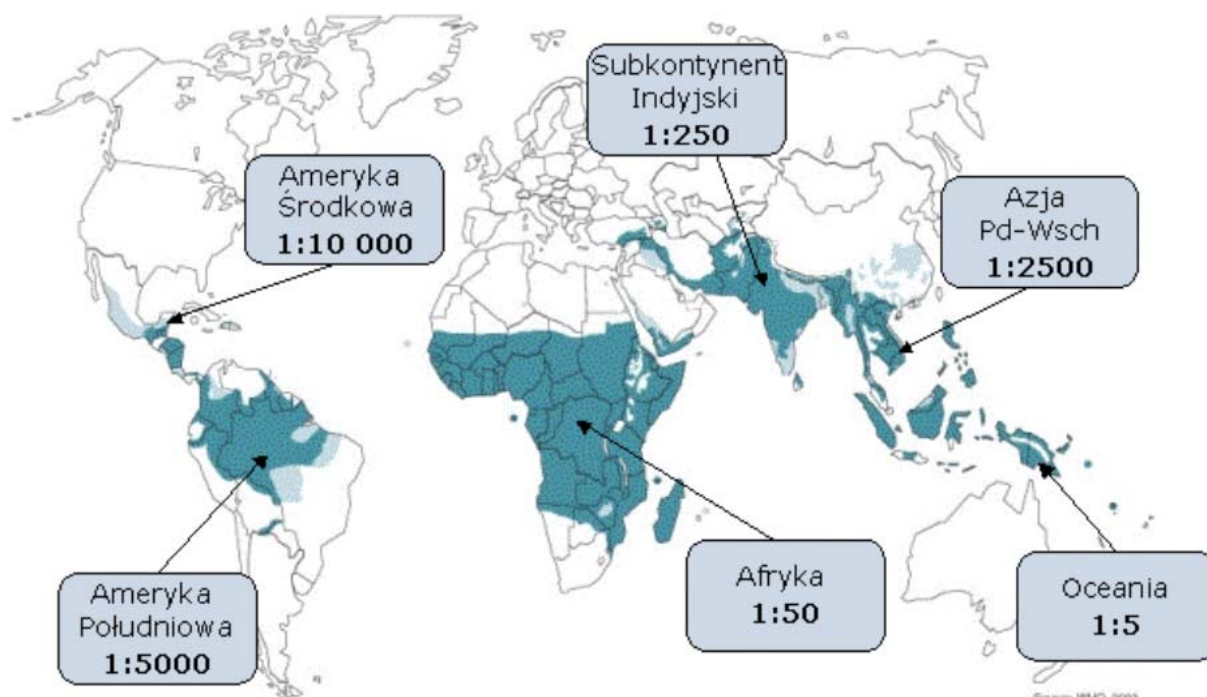 Subkontynent
Indyjski
1:250
Ameryka
Środkowa
1:10 000
Azja
Pd-Wsch
1:2500
Ameryka
Południowa
1:5000
Afryka
1:50
Oceania
1:5